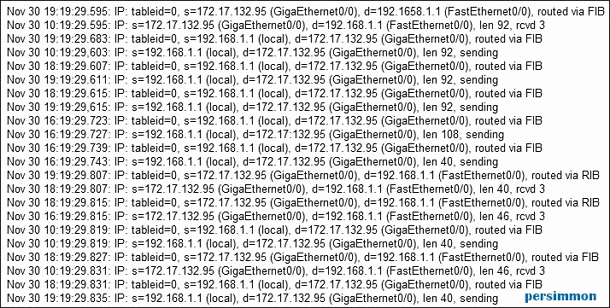 Nov 30 19:19:29.595: IP: tableid=0, s=172.17.132.95 (GigaEthernet0/0), d=192.1658.1.1 (FastEthernet0/0), routed via FIB
Nov 30 10:19:29.595: IP: s=172.17.132.95 (GigaEthernet0/0), d=192.168.1.1 (FastEthernet0/0), len 92, rcvd 3
Nov 30 19:19:29.683: IP: tableid=0, s=192.168.1.1 (local), d=172.17.132.95 (GigaEthernet0/0), routed via FIB
Nov 30 10:19:29.603: IP: s=192.168.1.1 (local), d=172.17.132.95 (GigaEthernet0/0), len 92, sending
Nov 30 18:19:29.607: IP: tableid=0, s=192.168.1.1 (local), d=172.17.132.95 (GigaEthernet0/0), routed via FIB
Nov 30 19:19:29.611: IP: s=192.168.1.1 (local), d=172.17.132.95 (GigaEthernet0/0), len 92, sending
Nov 30 18:19:29.615: IP: tableid=0, s=192.168.1.1 (local), d=172.17.132.95 (GigaEthernet0/0), routed via FIB
Nov 30 19:19:29,615: IP: s=192.168.1.1 (local), d=172.17.132.95 (GigaEthernet0/0), len 92, sending
Nov 30 16:19:29.723: IP: tableid=0, s=192.168.1.1 (local), d=172.17.132.95 (GigaEthernet0/0), routed via FIB
Nov 30 16:19:29.727: IP: s=192.168.1.1 (local), d=172.17:132.95 (GigaEthernet0/0), len 108, sending
Nov 30 16:19:29.739: IP: tableid=0, s=192.168.1.1 (local), d=172.17.132.95 (GigaEthernet0/0), routed via FIB
Nov 30 16:19:29.743: IP: s=192.168.1.1 (local), d=172.17.132.95 (GigaEthernet0/0), len 40, sending
Nov 30 19:19:29.807: IP: tableid=0, s=172.17.132.95 (GigaEthernet0/0), d=192.168.1.1 (FastEthernet0/0), routed via RIB
Nov 30 18:19:29.807: IP: s=172.17.132.95 (GigaEthernet0/0), d=192.168.1.1 (FastEthernet0/0), len 40, rcvd 3
Nov 30 18:19:29.815: IP: tableid=0, s=172.17.132.95 (GigaEthernet0/0), d=192.168.1.1 (FastEthernet0/0), routed via RIB
Nov 30 16:19:29.815: IP: s=172.17.132.95 (GigaEthernet0/0), d=192.168.1.1 (FastEthernet0/0), len 46, rcvd 3
Nov 30 10:19:29.819: IP: tableid=0, s=192.168.1.1 (local), d=172.17.132.95 (GigaEthernet0/0), routed via FIB
Nov 30 10:19:29.819: IP: s=192.168.1.1 (local), d=172.17.132.95 (GigaEthernet0/0), len 40, sending
Nov 30 18:19:29.827: IP: tableid=0, s=172.17.132.95 (GigaEthernet0/0), d=192.168.1.1 (FastEthernet0/0), routed via FIB
Nov 30 10:19:29.831: IP: s=172.17.132.95 (GigaEthernet0/0), d=192.168.1.1 (FastEthernet0/0), len 46, rcvd 3
Nov 30 18:19:29.831: IP: tableid=0, s=192.168.1.1 (local), d=172.17.132.95 (GigaEthernet0/0), routed via FIB
Nov 30 10:19:29.835: IP: s=192.168.1.1 (local), d=172.17.132.95 (GigaEthernet0/0), len 40, sending
persimmon